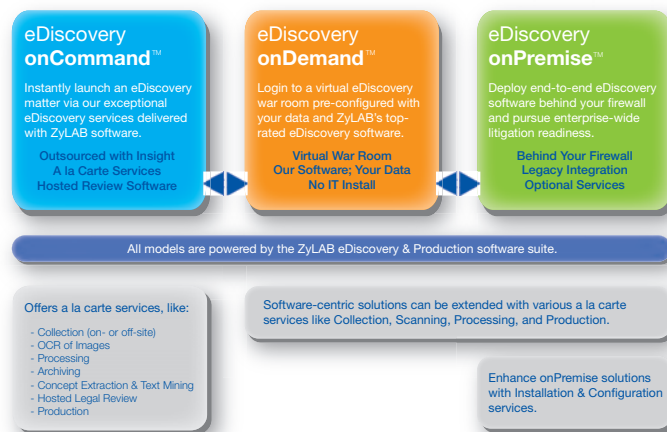 eDiscovery
onCommand™
Instantly launch an eDiscovery
matter via our exceptional
eDiscovery services delivered
with ZyLAB software.
Outsourced with Insight
A la Carte Services
Hosted Review Software
eDiscovery
onDemand™
Login to a virtual eDiscovery
war room pre-configured with
your data and ZyLAB's top-
rated eDiscovery software.
Virtual War Room
Our Software; Your Data
No IT Install
eDiscovery
onPremise™
Deploy end-to-end eDiscovery
software behind your firewall
and pursue enterprise-wide
litigation readiness.
Behind Your Firewall
Legacy Integration
Optional Services
All models are powered by the ZyLAB eDiscovery & Production software suite.
Offers a la carte services, like:
- Collection (on- or off-site)
- OCR of Images
- Processing
- Archiving
- Concept Extraction & Text Mining
- Hosted Legal Review
- Production
Software-centric solutions can be extended with various a la carte
services like Collection, Scanning, Processing, and Production.
Enhance onPremise solutions
with Installation & Configuration
services.